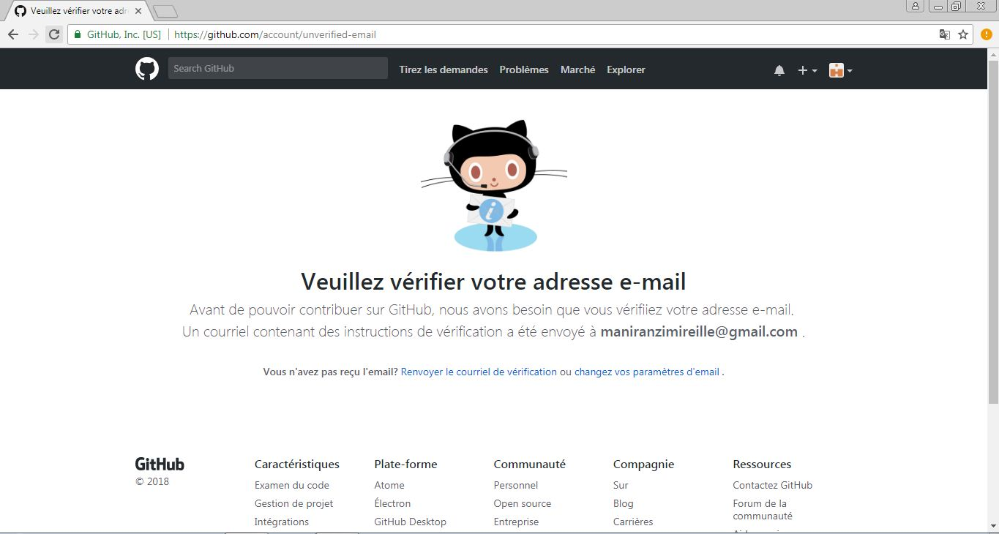 Veuillez vérifier votre adr
GitHub, Inc. [US] https://github.com/account/unverified-email
Search GitHub Tirez les demandes Problèmes Marché Explorer
i
Veuillez vérifier votre adresse e-mail
Avant de pouvoir contribuer sur GitHub, nous avons besoin que vous vérifiiez votre adresse e-mail.
Un courriel contenant des instructions de vérification a été envoyé à maniranzimireille@gmail.com .
Vous n'avez pas reçu l'email? Renvoyer le courriel de vérification ou changez vos paramètres d'email .
GitHub Caractéristiques Plate-forme Communauté Compagnie Ressources
© 2018 Examen du code Atome Personnel Sur Contactez GitHub
Gestion de projet Électron Open source Blog Forum de la
communauté
Intégrations GitHub Desktop Entreprise Carrières